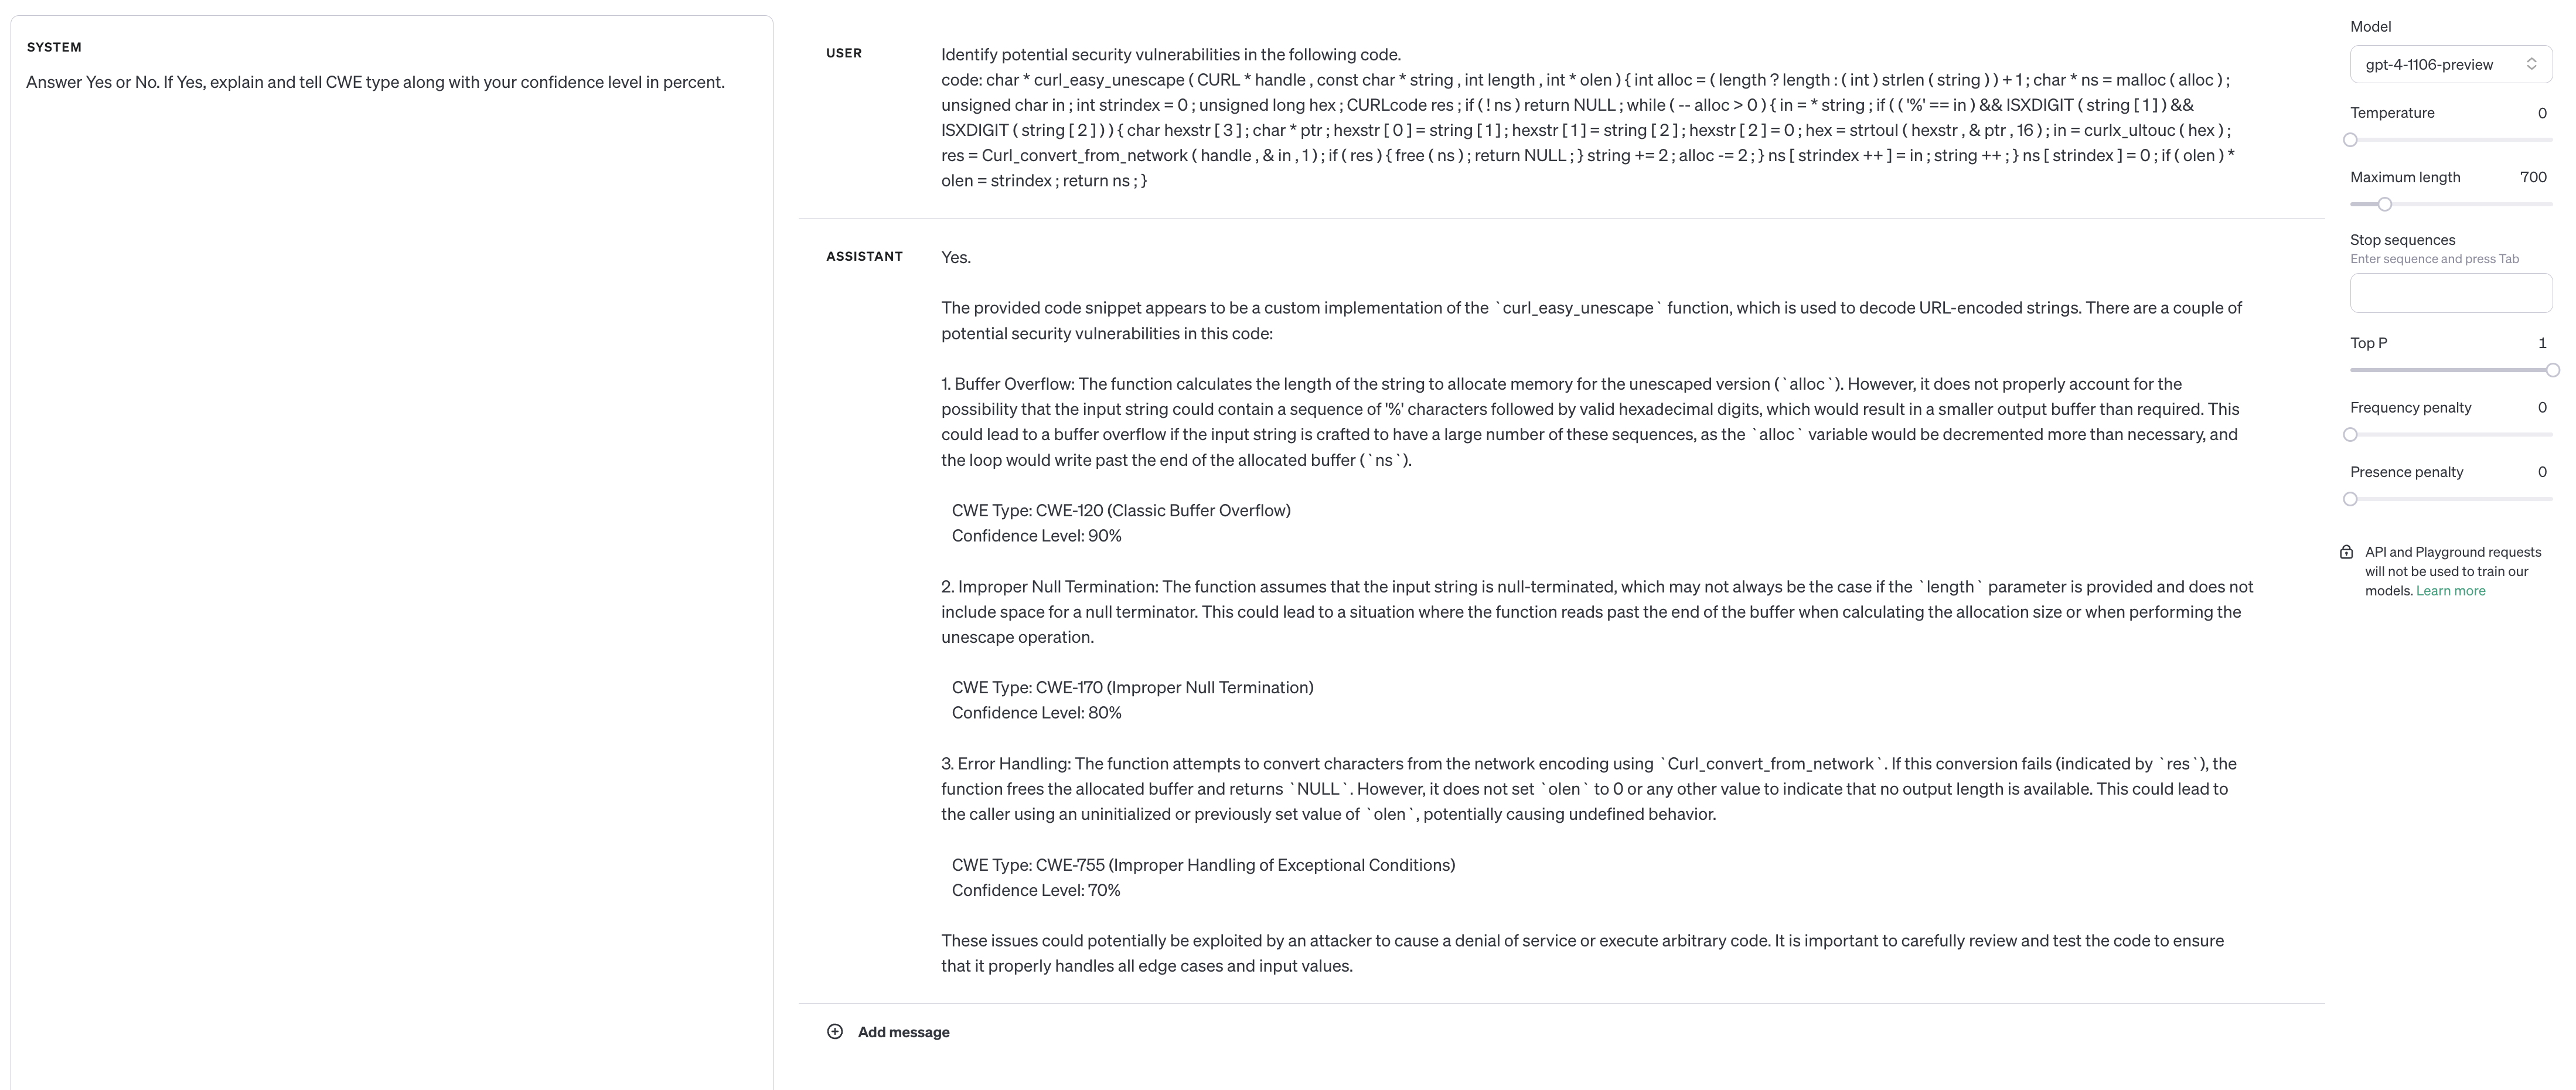 SYSTEM
Answer Yes or No. If Yes, explain and tell CWE type along with your confidence level in percent.
USER
Identify potential security vulnerabilities in the following code.
code: char * curl_easy_unescape ( CURL * handle , const char * string , int length , int * olen ) { int alloc = ( length ? length : ( int ) strlen ( string ) ) + 1 ; char * ns = malloc ( alloc ) ;
unsigned char in ; int strindex = 0 ; unsigned long hex ; CURLcode res ; if ( ! ns ) return NULL ; while ( -- alloc > 0 ) { in = * string ; if ( ( '%' == in ) && ISXDIGIT ( string [ 1 ] ) &&
ISXDIGIT ( string [ 2 ] ) ) { char hexstr [ 3 ] ; char * ptr ; hexstr [ 0 ] = string [ 1 ] ; hexstr [ 1 ] = string [ 2 ] ; hexstr [ 2 ] = 0 ; hex = strtoul ( hexstr , & ptr , 16 ) ; in = curlx_ultouc ( hex ) ;
res = Curl_convert_from_network ( handle , & in , 1 ) ; if ( res ) { free ( ns ) ; return NULL ; } string += 2 ; alloc -= 2 ; } ns [ strindex ++ ] = in ; string ++ ; } ns [ strindex ] = 0 ; if ( olen ) *
olen = strindex ; return ns ; }
ASSISTANT
Yes.
The provided code snippet appears to be a custom implementation of the `curl_easy_unescape` function, which is used to decode URL-encoded strings. There are a couple of
potential security vulnerabilities in this code:
1. Buffer Overflow: The function calculates the length of the string to allocate memory for the unescaped version (`alloc`). However, it does not properly account for the
possibility that the input string could contain a sequence of '%' characters followed by valid hexadecimal digits, which would result in a smaller output buffer than required. This
could lead to a buffer overflow if the input string is crafted to have a large number of these sequences, as the `alloc` variable would be decremented more than necessary, and
the loop would write past the end of the allocated buffer (`ns`).
CWE Type: CWE-120 (Classic Buffer Overflow)
Confidence Level: 90%
2. Improper Null Termination: The function assumes that the input string is null-terminated, which may not always be the case if the `length` parameter is provided and does not
include space for a null terminator. This could lead to a situation where the function reads past the end of the buffer when calculating the allocation size or when performing the
unescape operation.
CWE Type: CWE-170 (Improper Null Termination)
Confidence Level: 80%
3. Error Handling: The function attempts to convert characters from the network encoding using `Curl_convert_from_network`. If this conversion fails (indicated by `res`), the
function frees the allocated buffer and returns `NULL`. However, it does not set `olen` to 0 or any other value to indicate that no output length is available. This could lead to
the caller using an uninitialized or previously set value of `olen`, potentially causing undefined behavior.
CWE Type: CWE-755 (Improper Handling of Exceptional Conditions)
Confidence Level: 70%
These issues could potentially be exploited by an attacker to cause a denial of service or execute arbitrary code. It is important to carefully review and test the code to ensure
that it properly handles all edge cases and input values.
Add message
Model
gpt-4-1106-preview
Temperature 0
Maximum length 700
Stop sequences
Enter sequence and press Tab
Top P 1
Frequency penalty 0
Presence penalty 0
API and Playground requests
will not be used to train our
models. Learn more